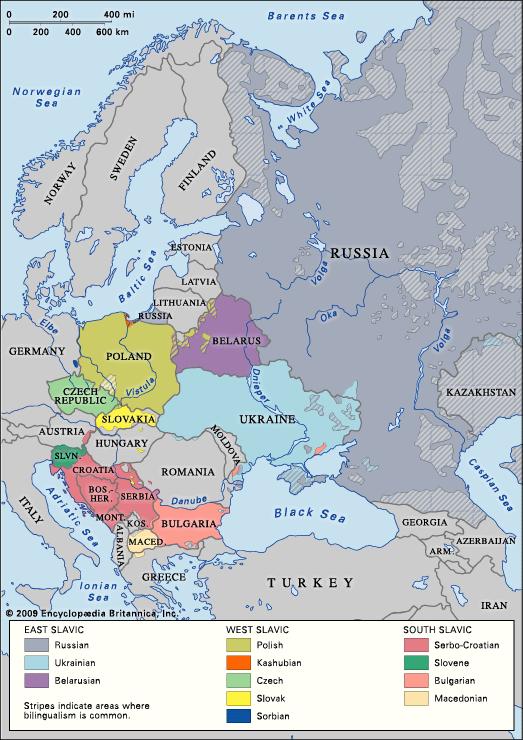 0 200 400 mi
0 200 400 600 km
Barents Sea
Norwegian
Sea
White Sea
NORWAY
SWEDEN
FINLAND
RUSSIA
ESTONIA
Baltic Sea
Volga
LATVIA
LITHUANIA
RUSSIA
Oka
Volga
Elbe
BELARUS
GERMANY
POLAND
Vistula
Dnieper
KAZAKHSTAN
CZECH
REPUBLIC
SLOVAKIA
UKRAINE
AUSTRIA
HUNGARY
MOLDOVA
SLVN.
CROATIA
ROMANIA
Caspian Sea
BOS.-
HER.
SERBIA
Danube
ITALY
Adriatic Sea
MONT.
KOS.
BULGARIA
Black Sea
GEORGIA
ALBANIA
MACED.
AZERBAIJAN
ARM.
GREECE
TURKEY
Ionian
Sea
IRAN
© 2009 Encyclopædia Britannica, Inc.
EAST SLAVIC
Russian
Ukrainian
Belarusian
Stripes indicate areas where
bilingualism is common.
WEST SLAVIC
Polish
Kashubian
Czech
Slovak
Sorbian
SOUTH SLAVIC
Serbo-Croatian
Slovene
Bulgarian
Macedonian